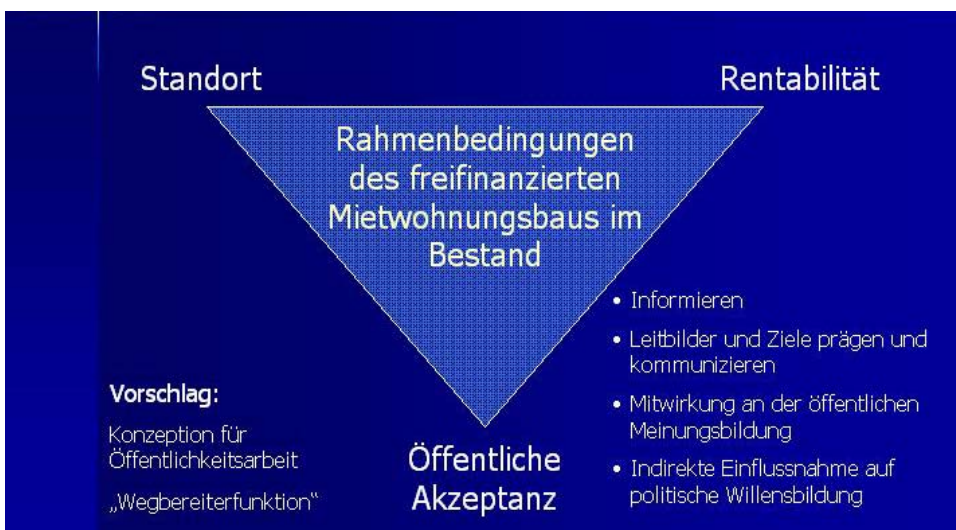 Standort
Rentabilität
Rahmenbedingungen
des freifinanzierten
Mietwohnungsbaus im
Bestand
• Informieren
• Leitbilder und Ziele prägen und
kommunizieren
• Mitwirkung an der öffentlichen
Meinungsbildung
• Indirekte Einflussnahme auf
politische Willensbildung
Vorschlag:
Konzeption für
Öffentlichkeitsarbeit
„Wegbereiterfunktion“
Öffentliche
Akzeptanz